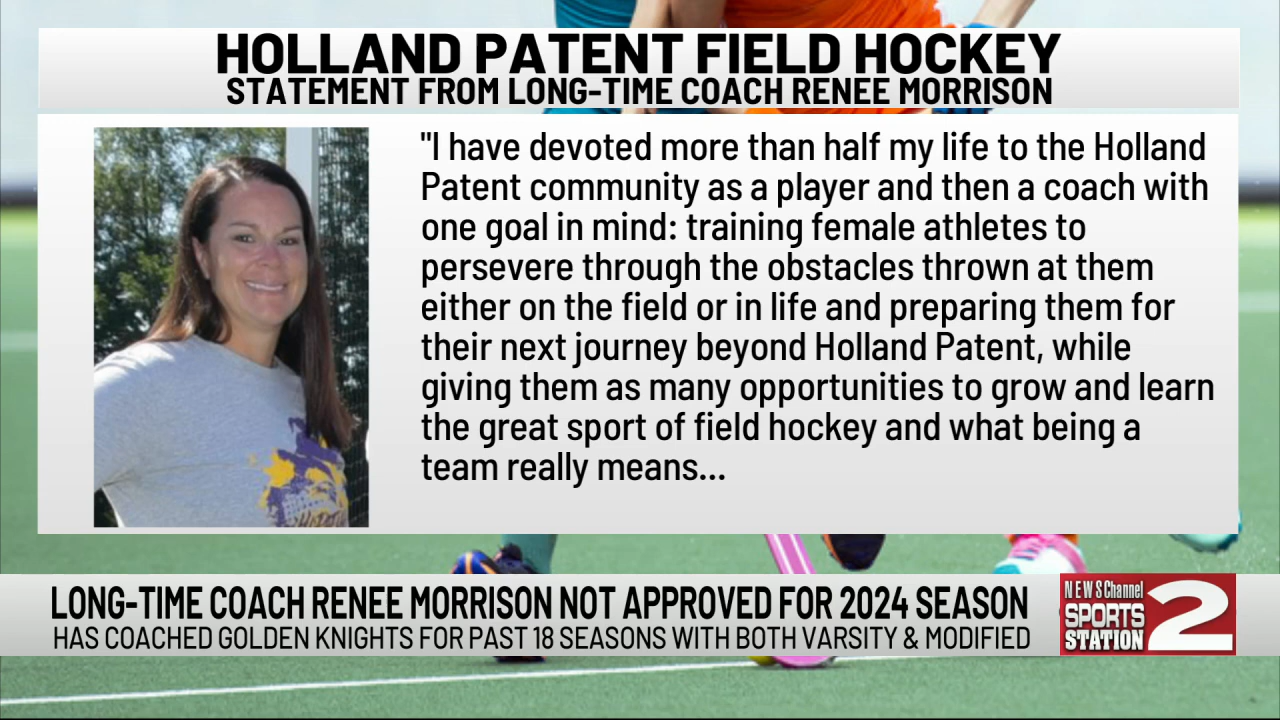 HOLLAND PATENT FIELD HOCKEY
STATEMENT FROM LONG-TIME COACH RENEE MORRISON
"I have devoted more than half my life to the Holland
Patent community as a player and then a coach with
one goal in mind: training female athletes to
persevere through the obstacles thrown at them
either on the field or in life and preparing them for
their next journey beyond Holland Patent, while
giving them as many opportunities to grow and learn
the great sport of field hockey and what being a
team really means...
LONG-TIME COACH RENEE MORRISON NOT APPROVED FOR 2024 SEASON
HAS COACHED GOLDEN KNIGHTS FOR PAST 18 SEASONS WITH BOTH VARSITY & MODIFIED
NEWSChannel
SPORTS
STATION
2